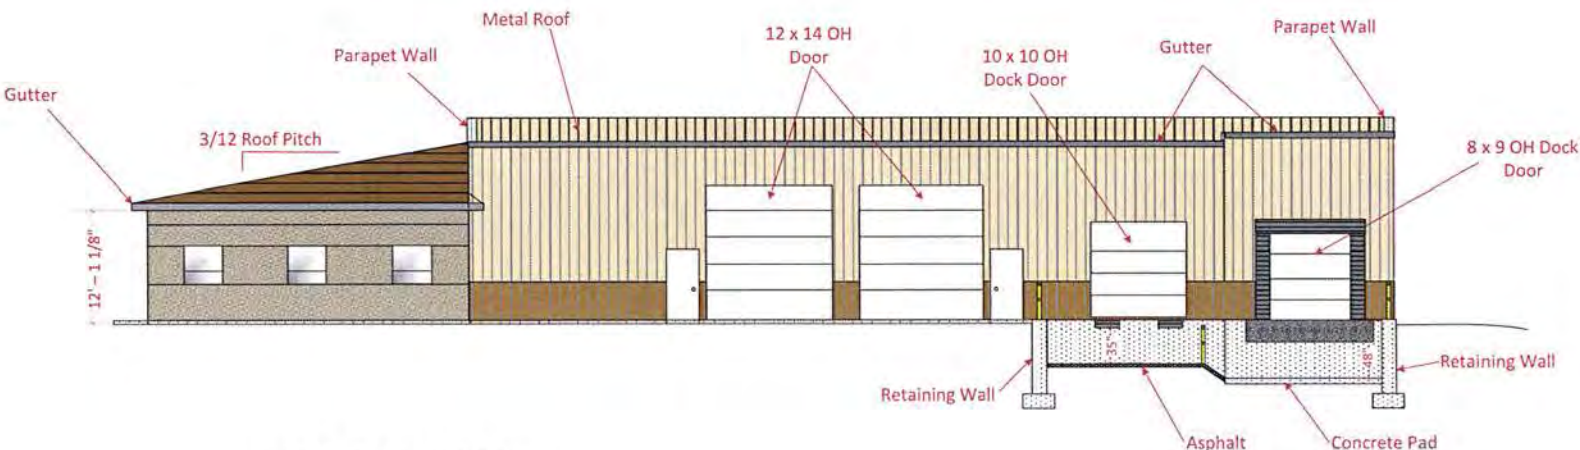 Metal Roof
Parapet Wall
12 x 14 OH
Door
Parapet Wall
Gutter
10 x 10 OH
Dock Door
Gutter
3/12 Roof Pitch
8 x 9 OH Dock
Door
12' – 1 1/8"
35"
48"
Retaining Wall
Retaining Wall
Asphalt
Concrete Pad